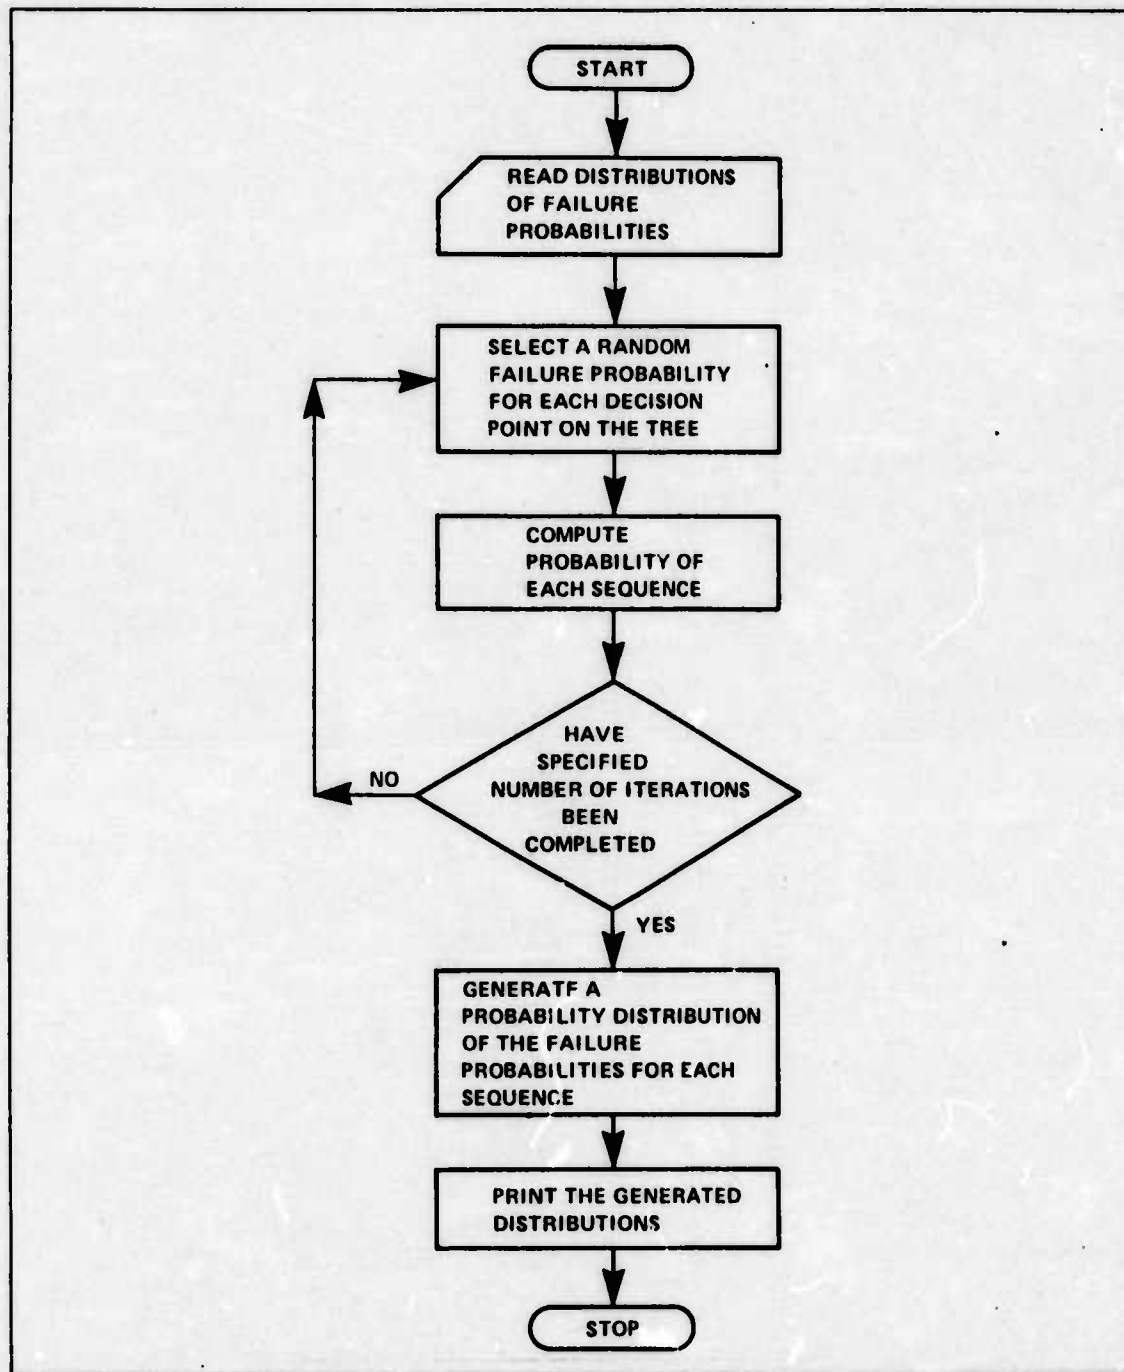 START
READ DISTRIBUTIONS
OF FAILURE
PROBABILITIES
SELECT A RANDOM
FAILURE PROBABILITY
FOR EACH DECISION
POINT ON THE TREE
COMPUTE
PROBABILITY OF
EACH SEQUENCE
HAVE
SPECIFIED
NUMBER OF ITERATIONS
BEEN
COMPLETED
NO
YES
GENERATE A
PROBABILITY DISTRIBUTION
OF THE FAILURE
PROBABILITIES FOR EACH
SEQUENCE
PRINT THE GENERATED
DISTRIBUTIONS
STOP